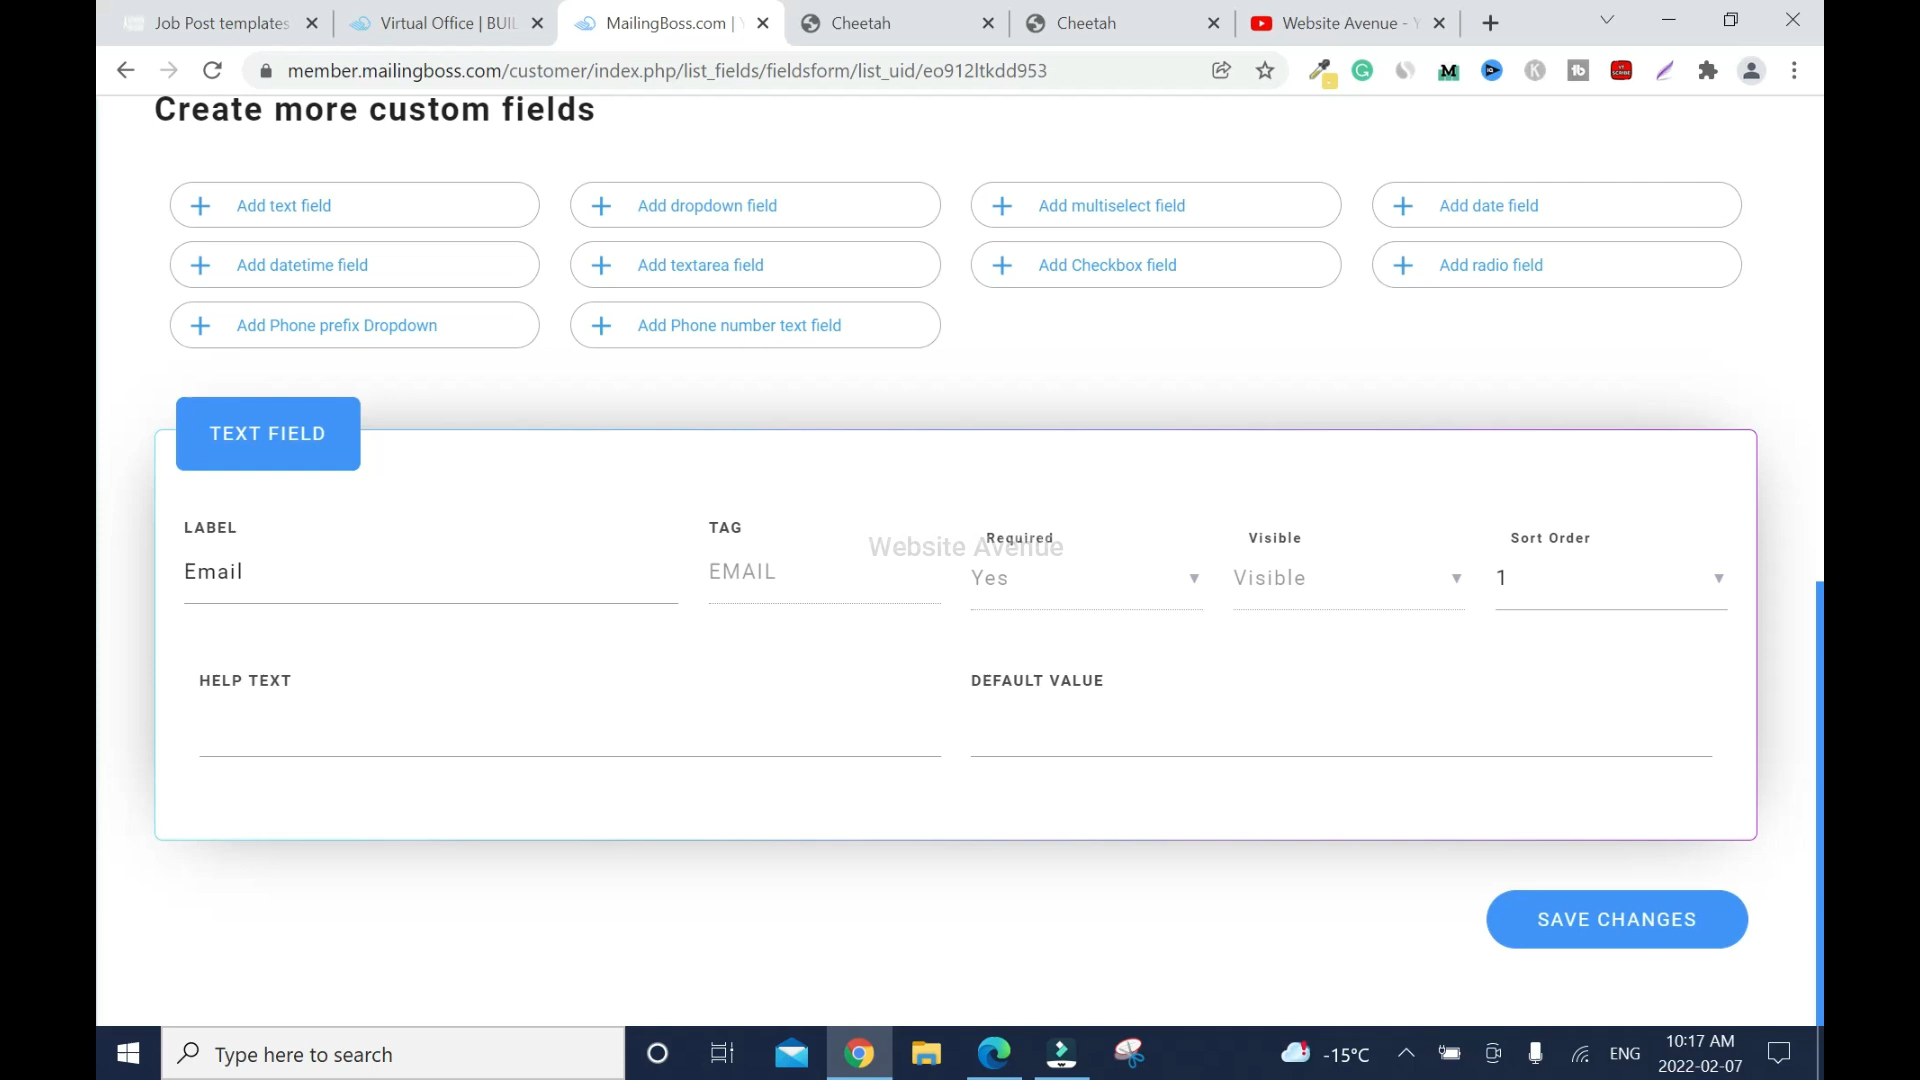 Job Post templates
Virtual Office | BUIL
MailingBoss.com |
Cheetah
Cheetah
Website Avenue -
member.mailingboss.com/customer/index.php/list_fields/fieldsform/list_uid/eo912ltkdd953
Create more custom fields
Add text field
Add dropdown field
Add multiselect field
Add date field
Add datetime field
Add textarea field
Add Checkbox field
Add radio field
Add Phone prefix Dropdown
Add Phone number text field
TEXT FIELD
LABEL
TAG
Required
Visible
Sort Order
Website Avenue
Email
EMAIL
Yes
Visible
1
HELP TEXT
DEFAULT VALUE
SAVE CHANGES
Type here to search
-15°C
ENG
10:17 AM
2022-02-07